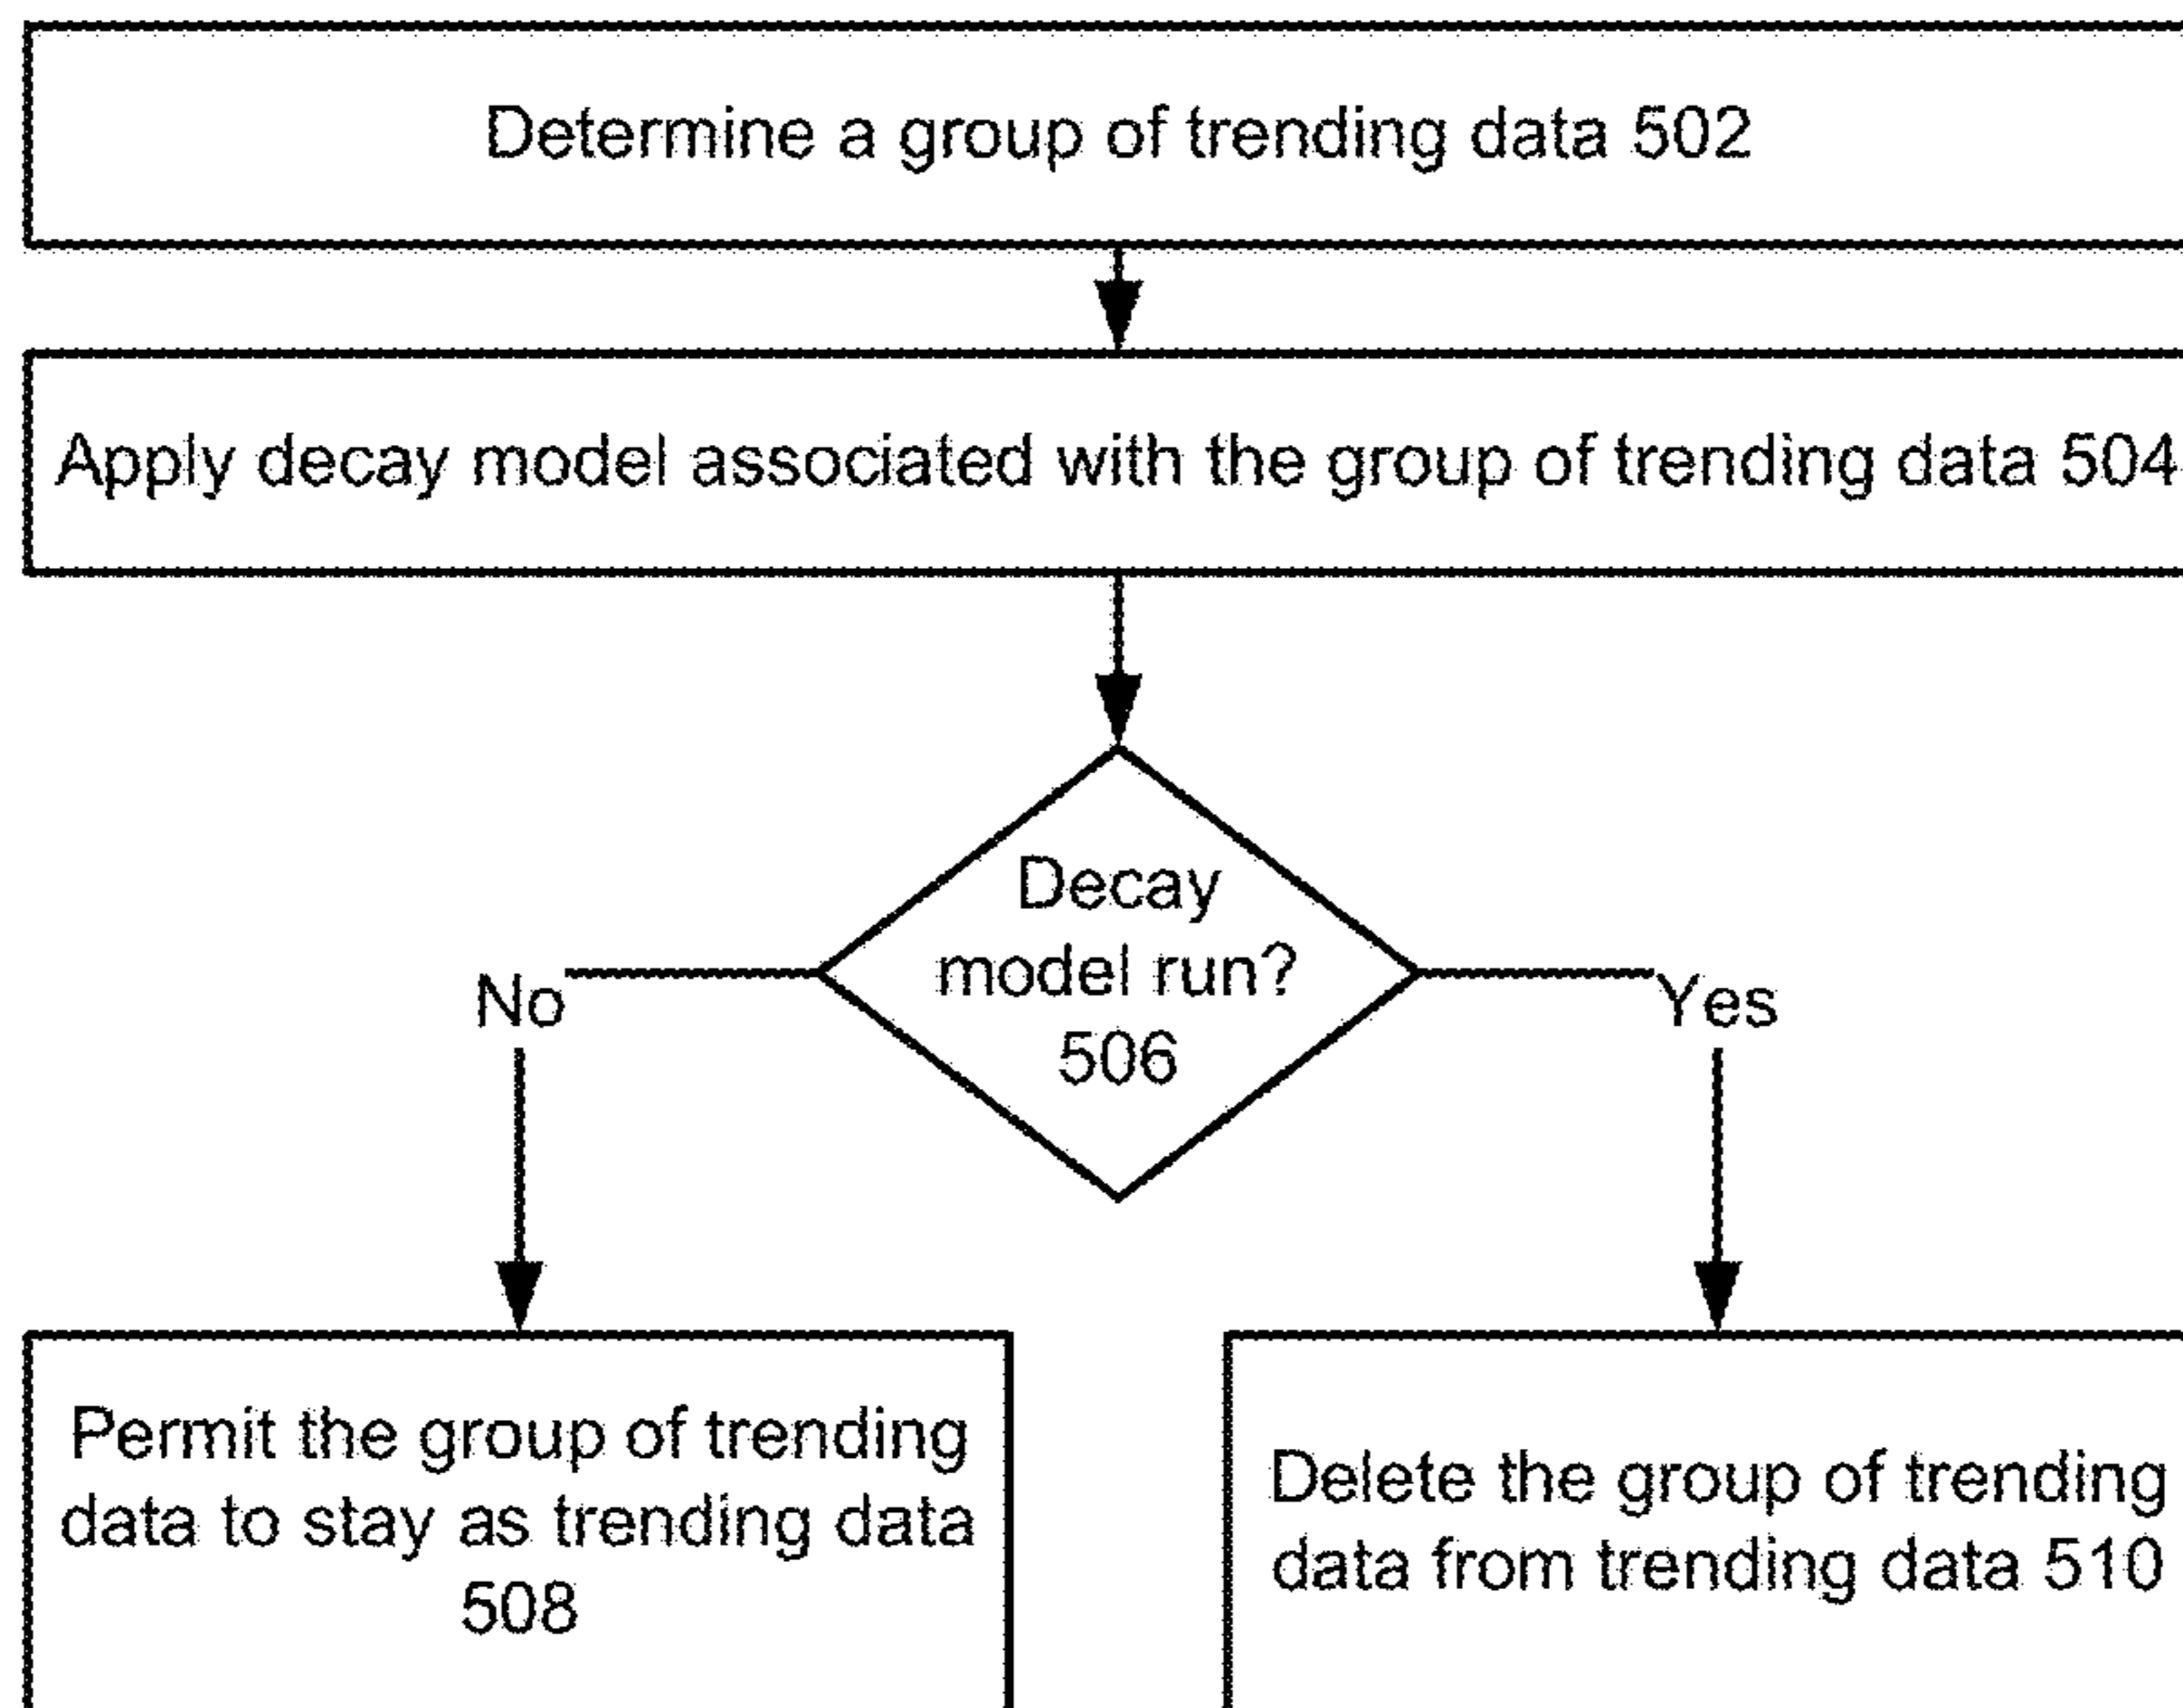 Determine a group of trending data 502
Apply decay model associated with the group of trending data 504
Decay
model run?
506
No
Yes
Permit the group of trending
data to stay as trending data
508
Delete the group of trending
data from trending data 510